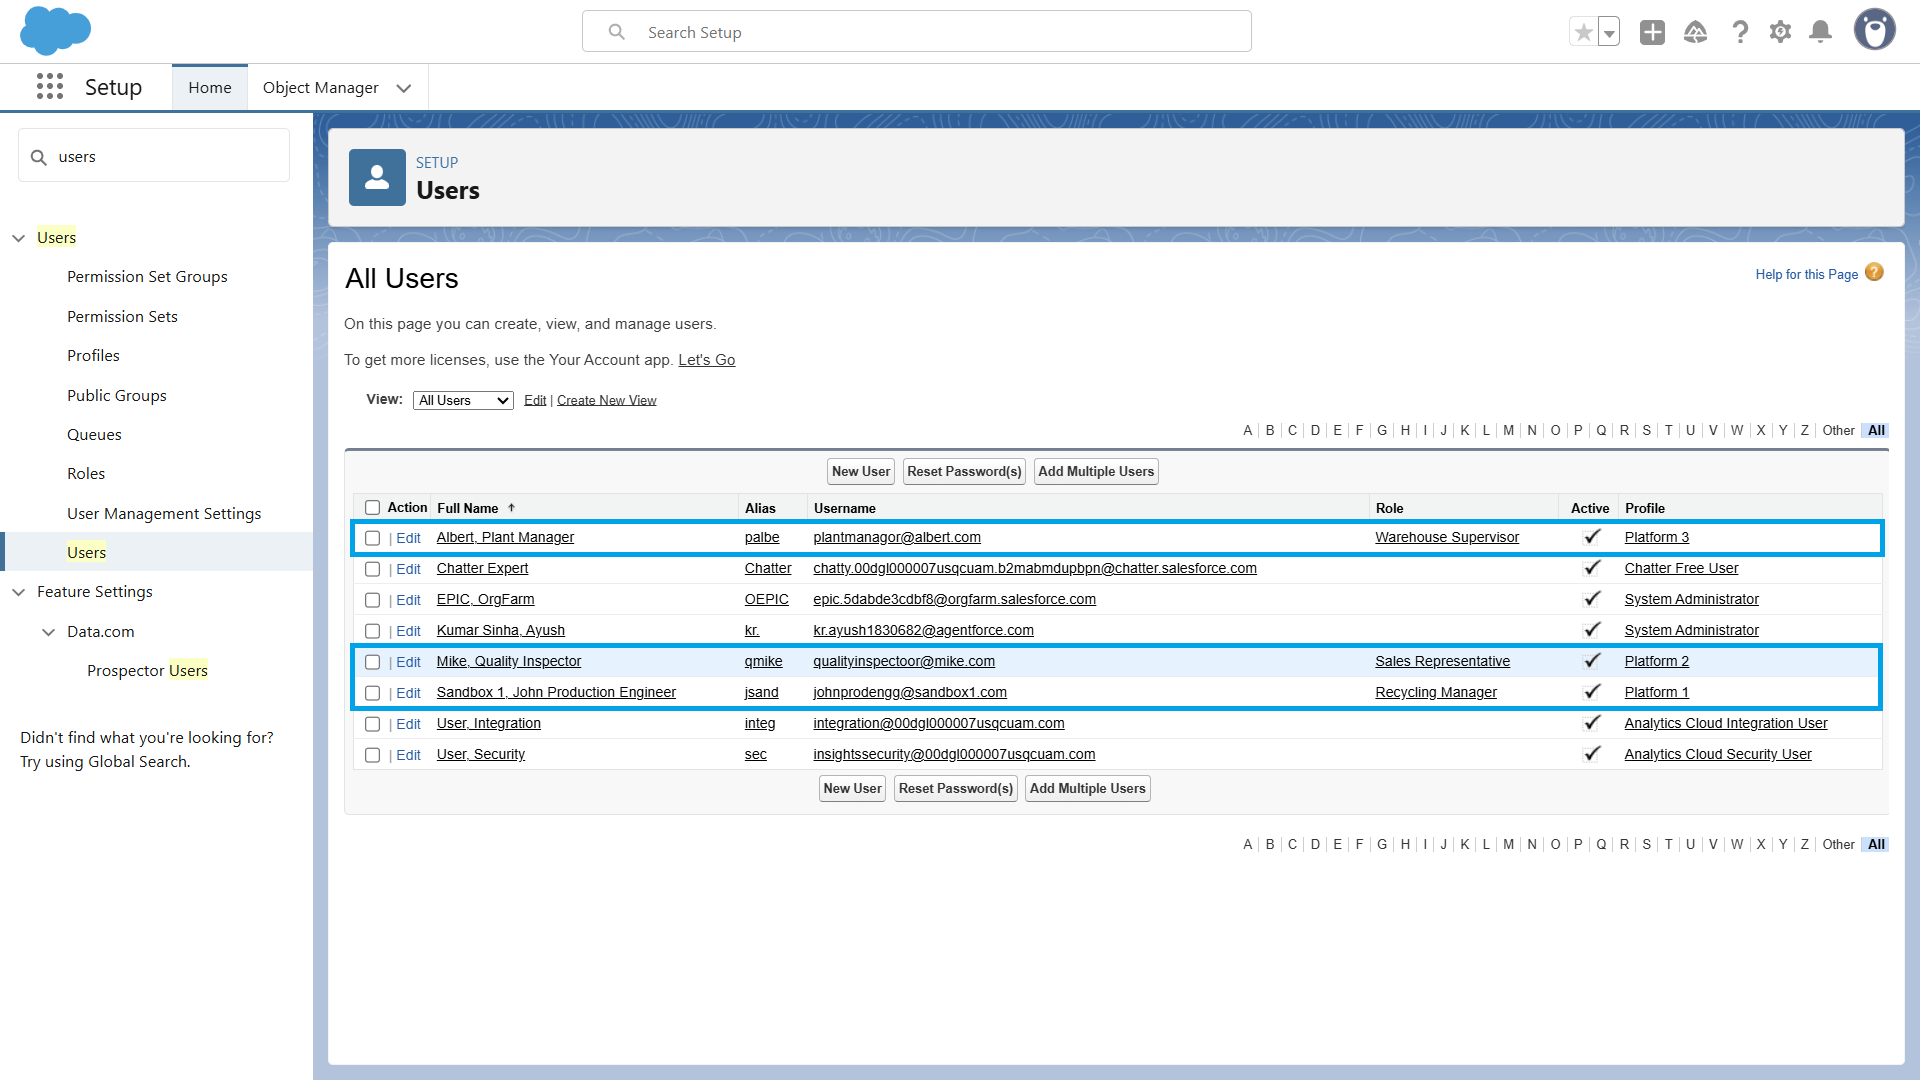 Search Setup
Setup
Home
Object Manager
users
Users
Permission Set Groups
Permission Sets
Profiles
Public Groups
Queues
Roles
User Management Settings
Users
Feature Settings
Data.com
Prospector Users
Didn't find what you're looking for?
Try using Global Search.
SETUP
Users
All Users
Help for this Page ?
On this page you can create, view, and manage users.
To get more licenses, use the Your Account app. Let's Go
View: All Users Edit | Create New View
A | B | C | D | E | F | G | H | I | J | K | L | M | N | O | P | Q | R | S | T | U | V | W | X | Y | Z | Other All
New User Reset Password(s) Add Multiple Users
Action Full Name ↑ Alias Username Role Active Profile
| Edit Albert, Plant Manager palbe plantmanagor@albert.com Warehouse Supervisor ✓ Platform 3
| Edit Chatter Expert Chatter chatty.00dgl000007usqcuam.b2mabmdupbpn@chatter.salesforce.com ✓ Chatter Free User
| Edit EPIC, OrgFarm OEPIC epic.5dabde3cdbf8@orgfarm.salesforce.com ✓ System Administrator
| Edit Kumar Sinha, Ayush kr. kr.ayush1830682@agentforce.com ✓ System Administrator
| Edit Mike, Quality Inspector qmike qualityinspectoor@mike.com Sales Representative ✓ Platform 2
| Edit Sandbox 1, John Production Engineer jsand johnprodengg@sandbox1.com Recycling Manager ✓ Platform 1
| Edit User, Integration integ integration@00dgl000007usqcuam.com ✓ Analytics Cloud Integration User
| Edit User, Security sec insightssecurity@00dgl000007usqcuam.com ✓ Analytics Cloud Security User
New User Reset Password(s) Add Multiple Users
A | B | C | D | E | F | G | H | I | J | K | L | M | N | O | P | Q | R | S | T | U | V | W | X | Y | Z | Other All